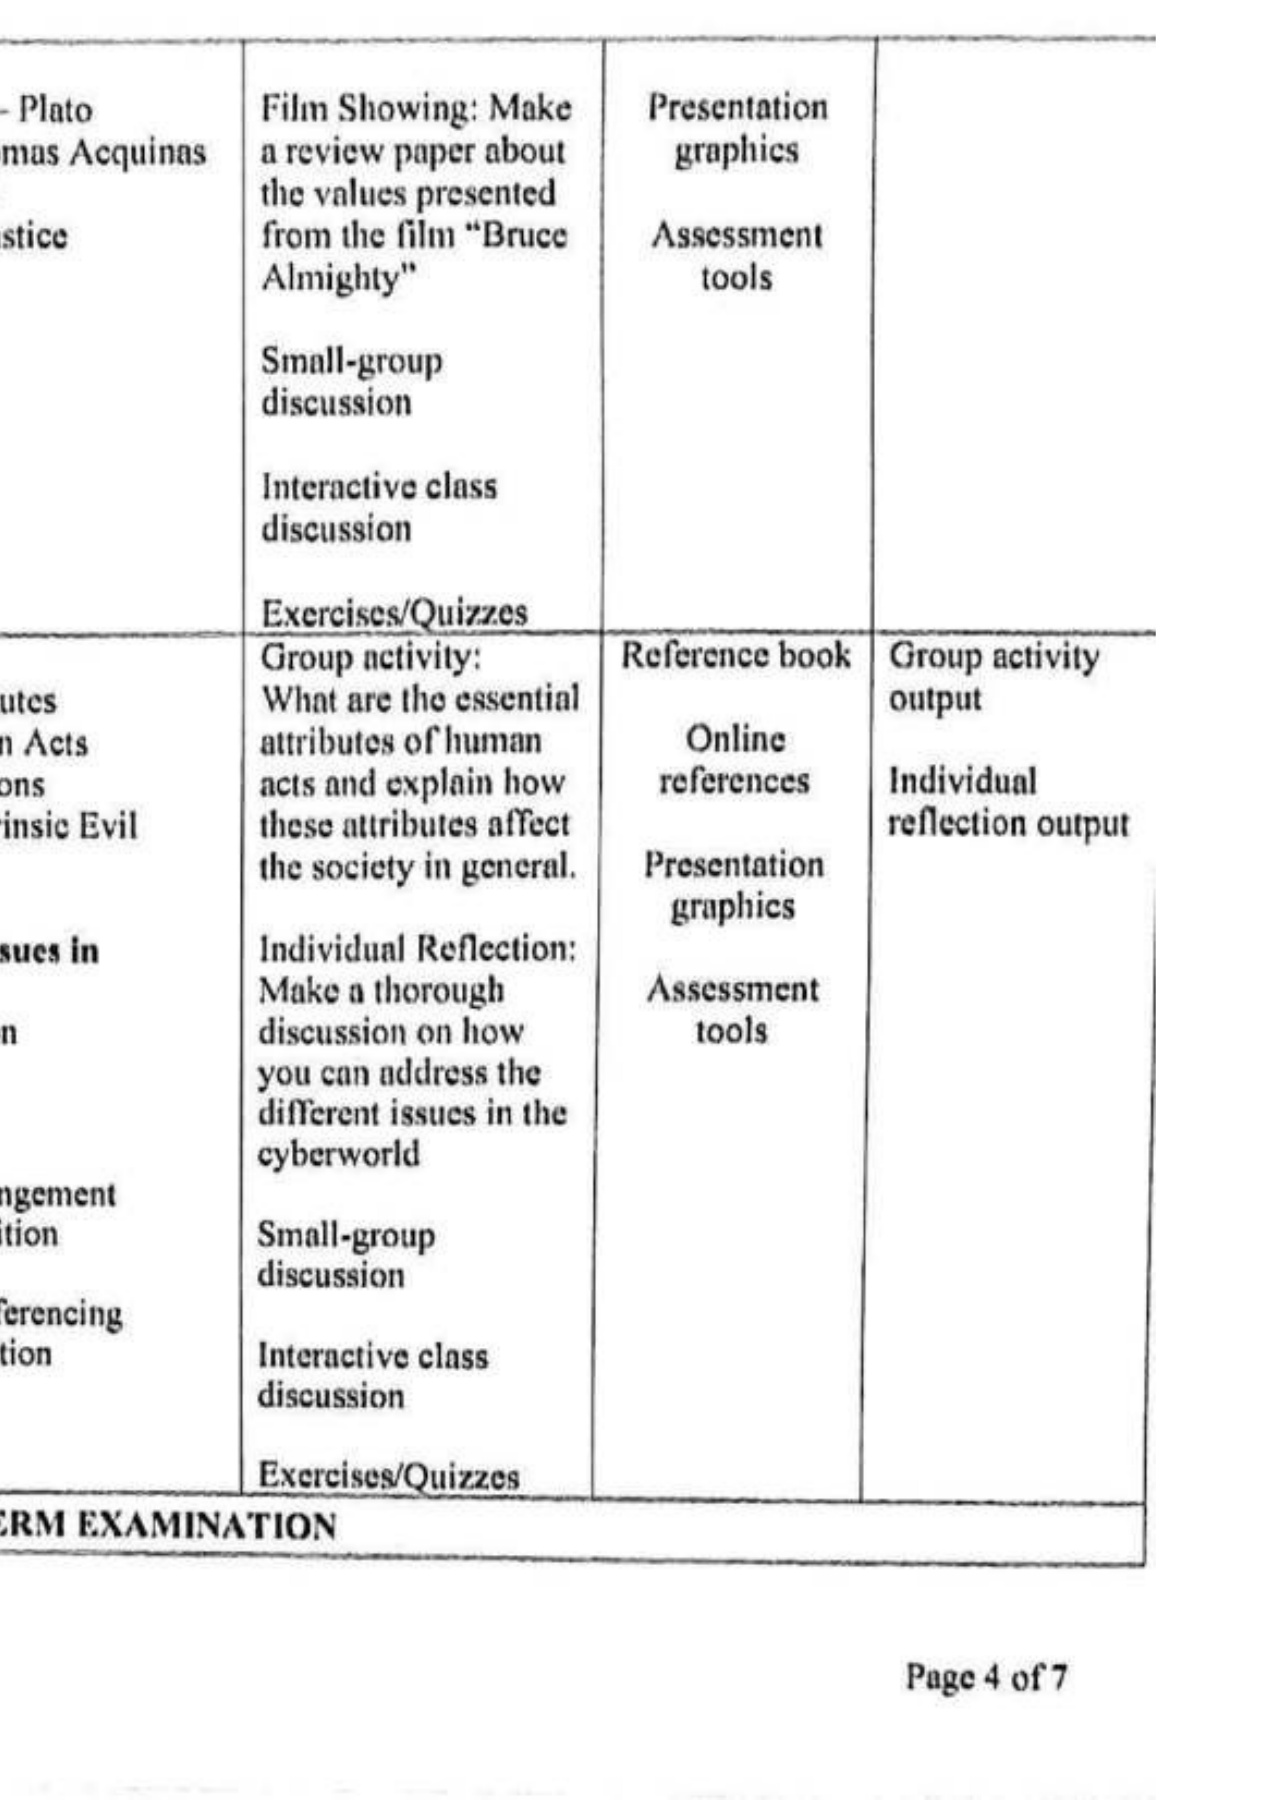 – Plato
omas Acquinas
stice
Film Showing: Make
a review paper about
the values presented
from the film “Bruce
Almighty”
Small-group
discussion
Interactive class
discussion
Exercises/Quizzes
Presentation
graphics
Assessment
tools
utes
n Acts
ons
rinsic Evil
sues in
n
ngement
ition
ferencing
tion
Group activity:
What are the essential
attributes of human
acts and explain how
these attributes affect
the society in general.
Individual Reflection:
Make a thorough
discussion on how
you can address the
different issues in the
cyberworld
Small-group
discussion
Interactive class
discussion
Exercises/Quizzes
Reference book
Online
references
Presentation
graphics
Assessment
tools
Group activity
output
Individual
reflection output
ERM EXAMINATION
Page 4 of 7